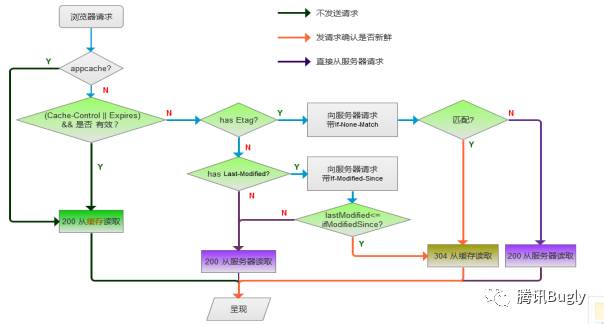 浏览器请求
不发送请求
发请求确认是否新鲜
直接从服务器请求
Y
appcache?
N
(Cache-Control || Expires)
&& 是否 有效?
N
has Etag?
Y
向服务器请求
带If-None-Match
匹配?
N
Y
N
Y
has Last-Modified?
Y
向服务器请求
带If-Modified-Since
N
N
lastModified<=
ifModifiedSince?
Y
200 从缓存读取
200 从服务器读取
304 从缓存读取
200 从服务器读取
呈现
腾讯Bugly